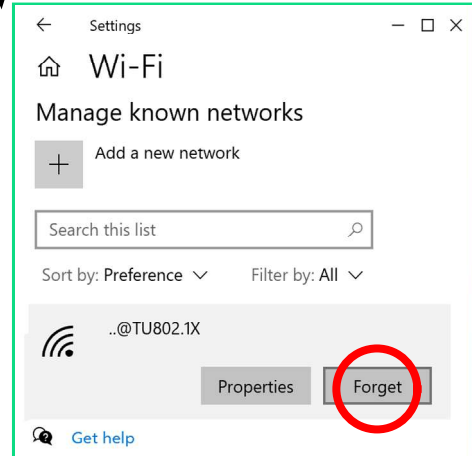 Settings
Wi-Fi
Manage known networks
Add a new network
Search this list
Sort by: Preference Filter by: All
..@TU802.1X
Properties Forget
Get help